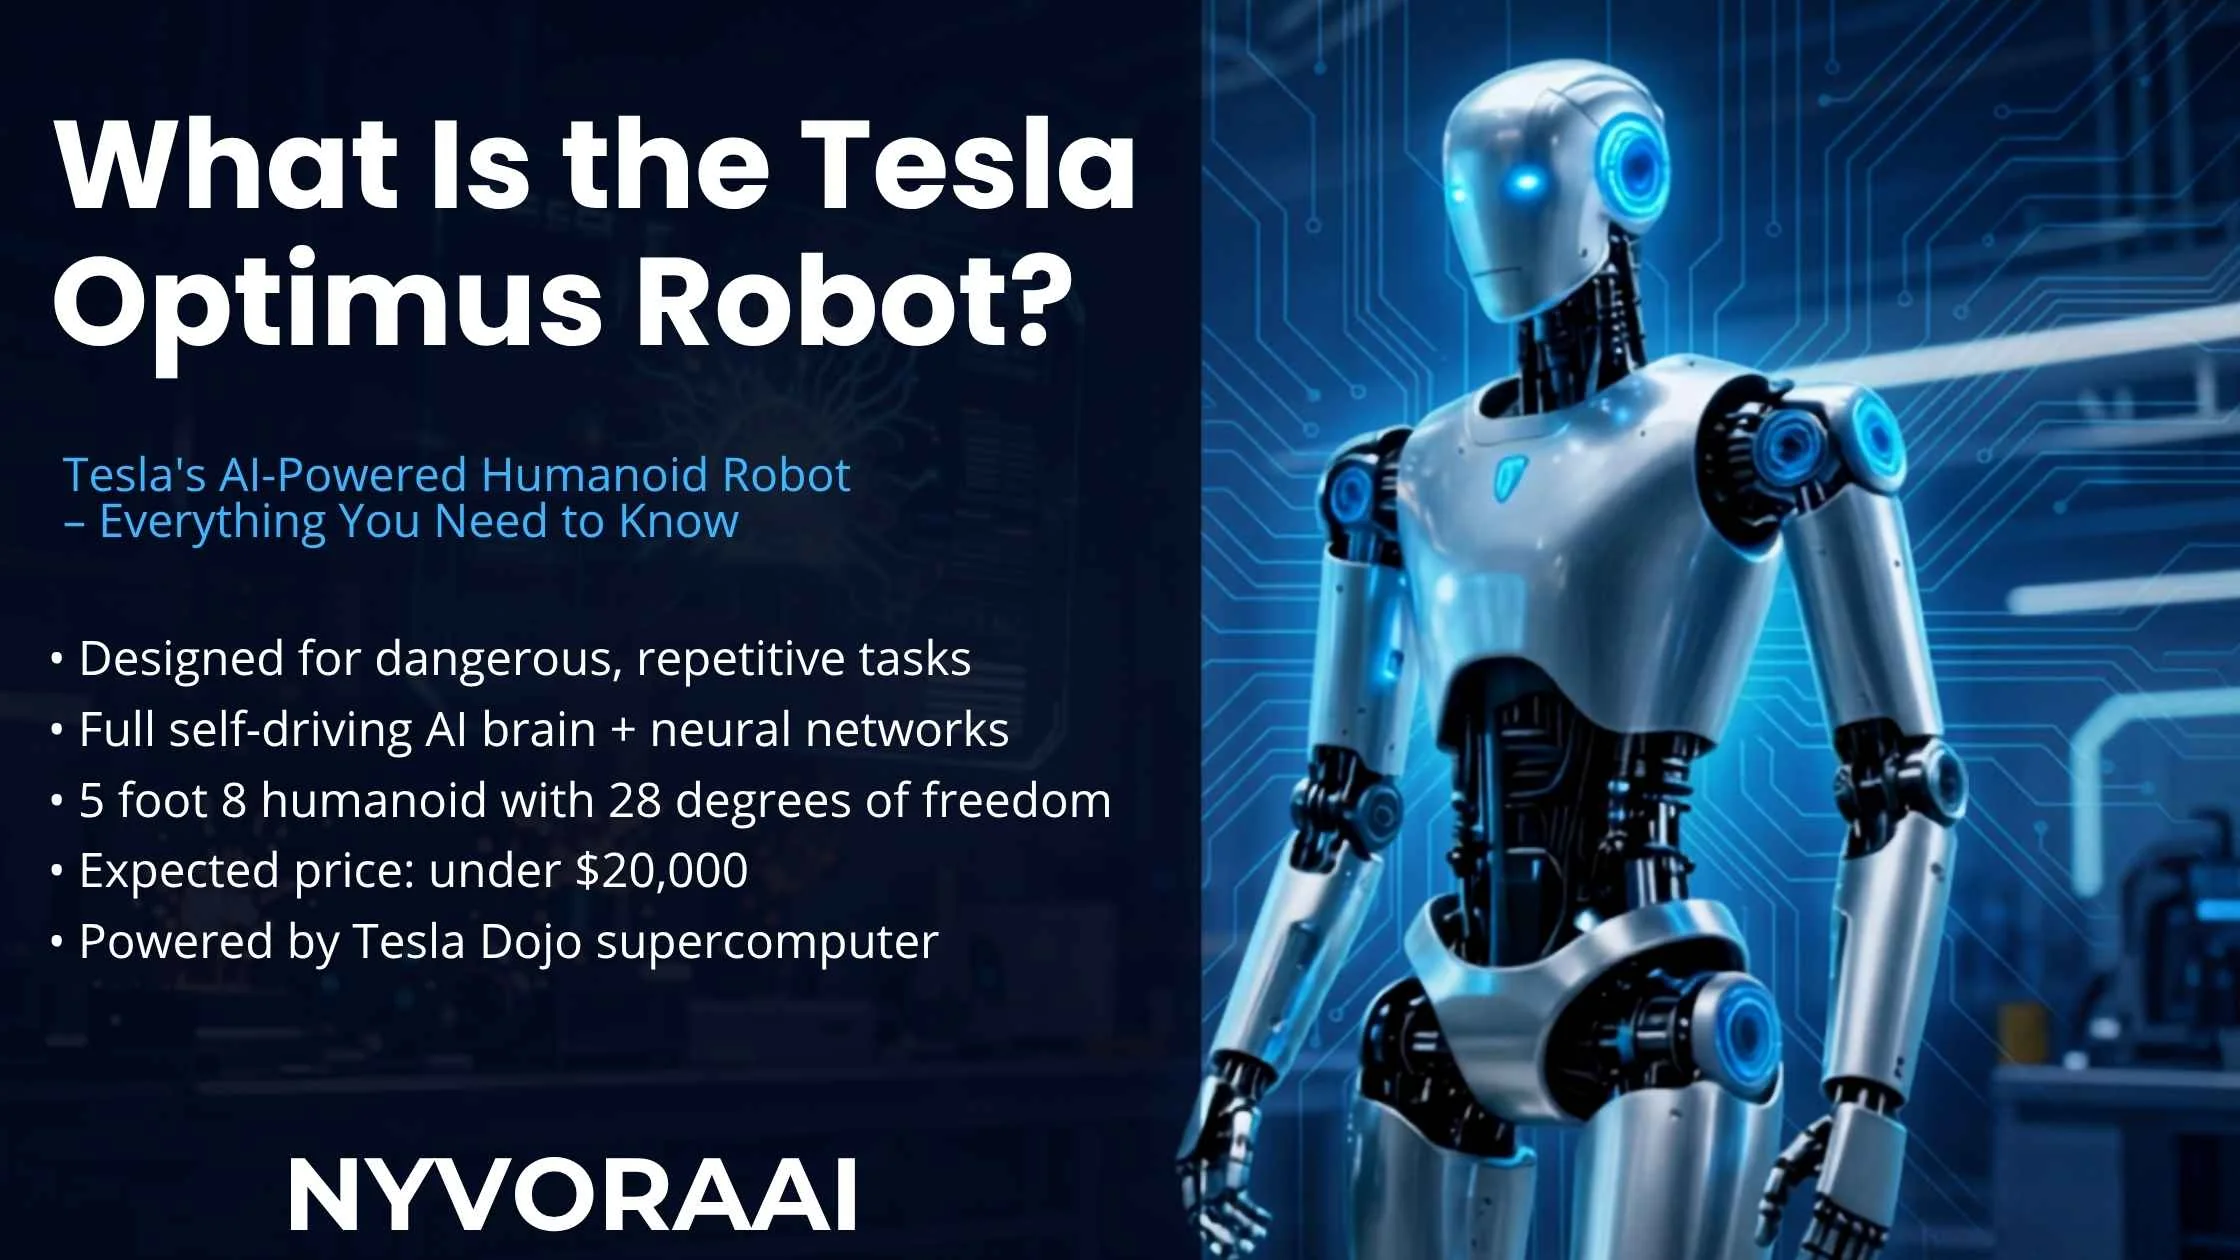 What Is the Tesla
Optimus Robot?
Tesla's AI-Powered Humanoid Robot
– Everything You Need to Know
• Designed for dangerous, repetitive tasks
• Full self-driving AI brain + neural networks
• 5 foot 8 humanoid with 28 degrees of freedom
• Expected price: under $20,000
• Powered by Tesla Dojo supercomputer
NYVORAAI